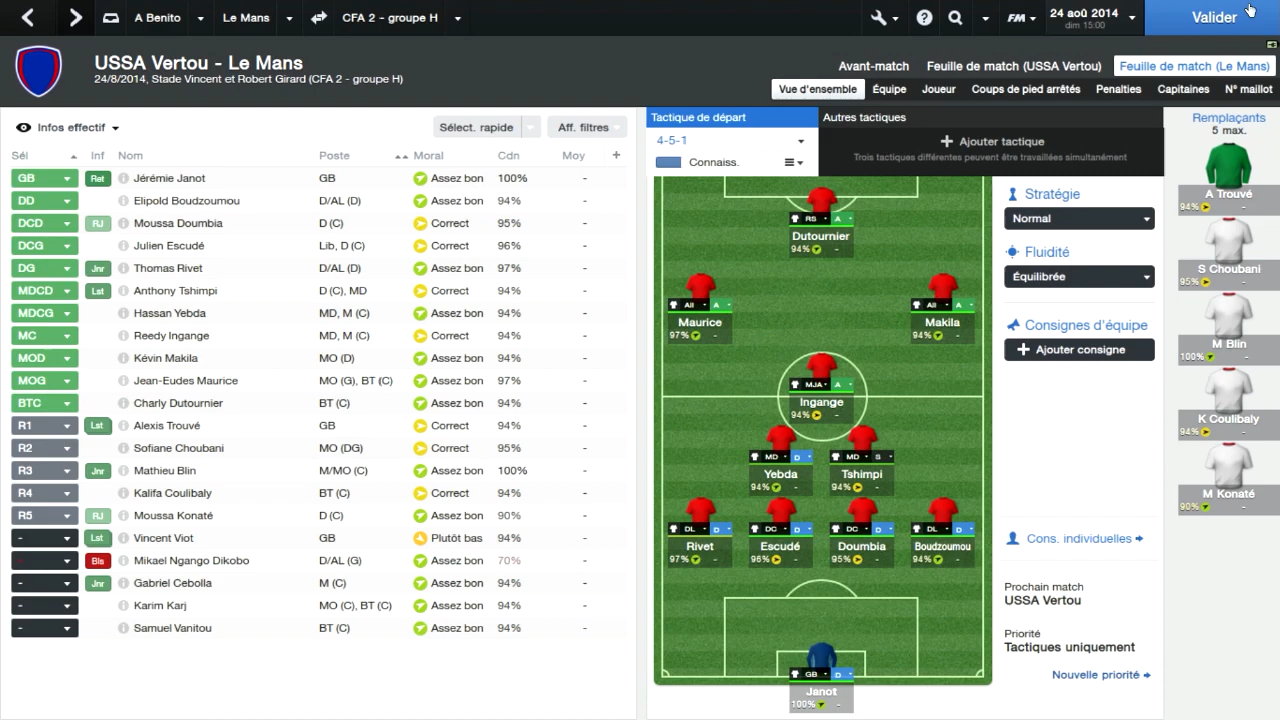 A Benito Le Mans CFA 2 - groupe H FM 24 aoû 2014 dim 15:00 Valider
USSA Vertou - Le Mans
24/8/2014, Stade Vincent et Robert Girard (CFA 2 - groupe H)
Avant-match Feuille de match (USSA Vertou) Feuille de match (Le Mans)
Vue d'ensemble Équipe Joueur Coups de pied arrêtés Penalties Capitaines N° maillot
Infos effectif Sélect. rapide Aff. filtres
Sél Inf Nom Poste Moral Cdn Moy +
GB Ret Jérémie Janot GB Assez bon 100% -
DD Elipold Boudzoumou D/AL (D) Assez bon 94% -
DCD RJ Moussa Doumbia D (C) Correct 95% -
DCG Julien Escudé Lib, D (C) Correct 96% -
DG Jnr Thomas Rivet D/AL (D) Assez bon 97% -
MDCD Lst Anthony Tshimpi D (C), MD Correct 94% -
MDCG Hassan Yebda MD, M (C) Assez bon 94% -
MC Reedy Ingange MD, M (C) Correct 94% -
MOD Kévin Makila MO (D) Assez bon 94% -
MOG Jean-Eudes Maurice MO (G), BT (C) Assez bon 97% -
BTC Charly Dutournier BT (C) Assez bon 94% -
R1 Lst Alexis Trouvé GB Correct 94% -
R2 Sofiane Choubani MO (DG) Correct 95% -
R3 Jnr Mathieu Blin M/MO (C) Assez bon 100% -
R4 Kalifa Coulibaly BT (C) Correct 94% -
R5 RJ Moussa Konaté D (C) Assez bon 90% -
- Lst Vincent Viot GB Plutôt bas 94% -
- Bls Mikael Ngango Dikobo D/AL (G) Assez bon 70% -
- Jnr Gabriel Cebolla M (C) Assez bon 94% -
- Karim Karj MO (C), BT (C) Assez bon 94% -
- Samuel Vanitou BT (C) Assez bon 94% -
Tactique de départ Autres tactiques
4-5-1
Connaiss.
Ajouter tactique
Trois tactiques différentes peuvent être travaillées simultanément
RS A
Dutournier
94% -
Ail A Ail A
Maurice Makila
97% - 94% -
MJA A
Ingange
94% -
MD D MD S
Yebda Tshimpi
94% - 94% -
DL D DC D DC D DL D
Rivet Escudé Doumbia Boudzoumou
97% - 96% - 95% - 94% -
GB D
Janot
100% -
Stratégie
Normal
Fluidité
Équilibrée
Consignes d'équipe
Ajouter consigne
Cons. individuelles
Prochain match
USSA Vertou
Priorité
Tactiques uniquement
Nouvelle priorité
Remplaçants
5 max.
A Trouvé
94% -
S Choubani
95% -
M Blin
100% -
K Coulibaly
94% -
M Konaté
90% -